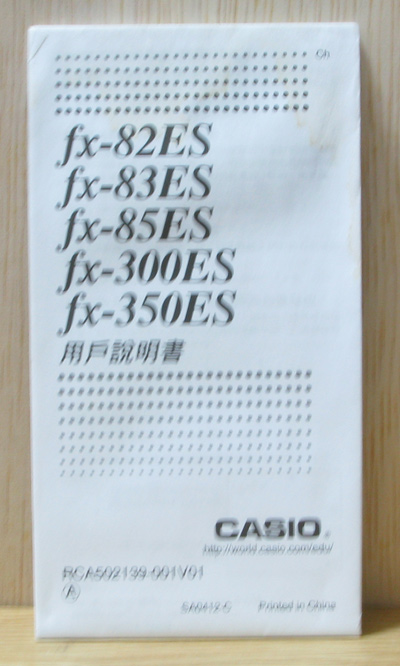 Ch
fx-82ES
fx-83ES
fx-85ES
fx-300ES
fx-350ES
用戶說明書
CASIO.
http://world.casio.com/edu/
RCA502139-001V01
A
SA0412-C Printed in China